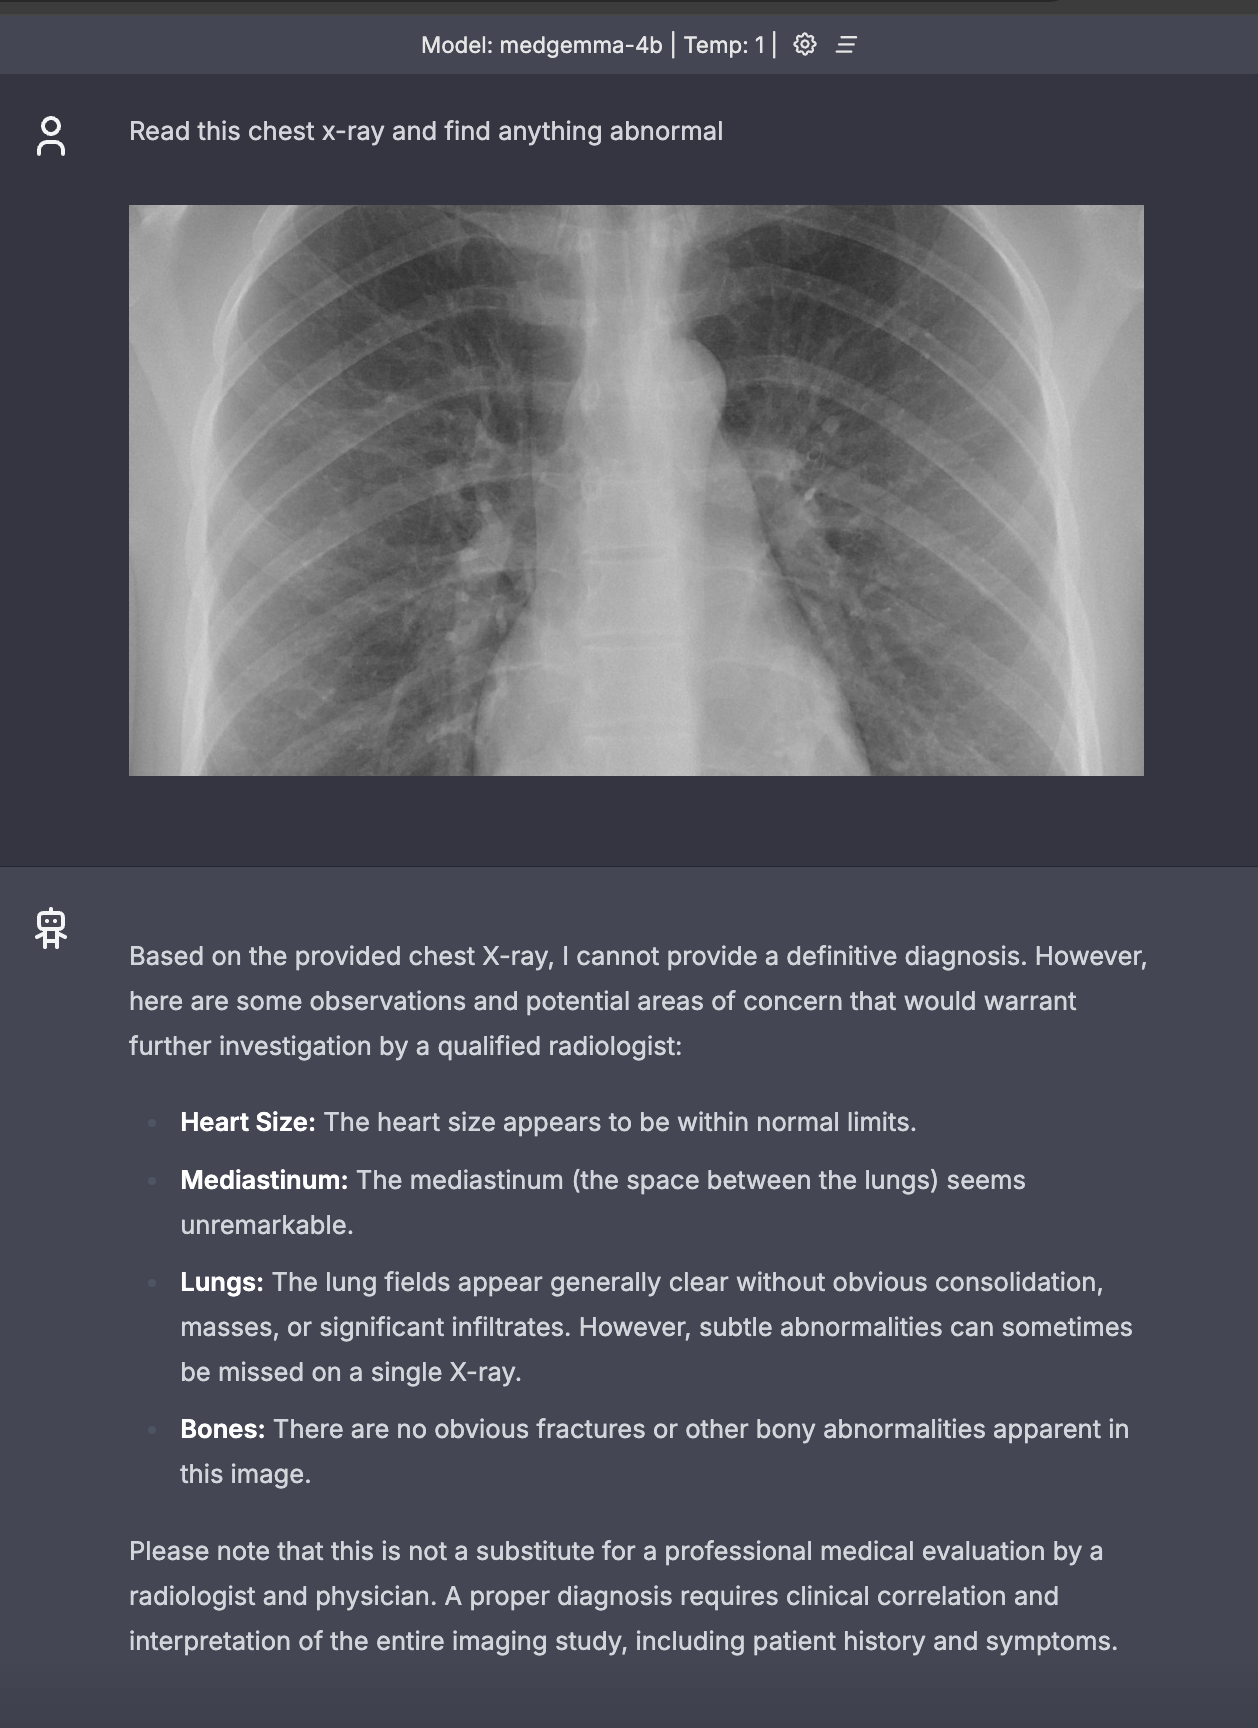 Model: medgemma-4b | Temp: 1 |
Read this chest x-ray and find anything abnormal
Based on the provided chest X-ray, I cannot provide a definitive diagnosis. However,
here are some observations and potential areas of concern that would warrant
further investigation by a qualified radiologist:
Heart Size: The heart size appears to be within normal limits.
Mediastinum: The mediastinum (the space between the lungs) seems
unremarkable.
Lungs: The lung fields appear generally clear without obvious consolidation,
masses, or significant infiltrates. However, subtle abnormalities can sometimes
be missed on a single X-ray.
Bones: There are no obvious fractures or other bony abnormalities apparent in
this image.
Please note that this is not a substitute for a professional medical evaluation by a
radiologist and physician. A proper diagnosis requires clinical correlation and
interpretation of the entire imaging study, including patient history and symptoms.